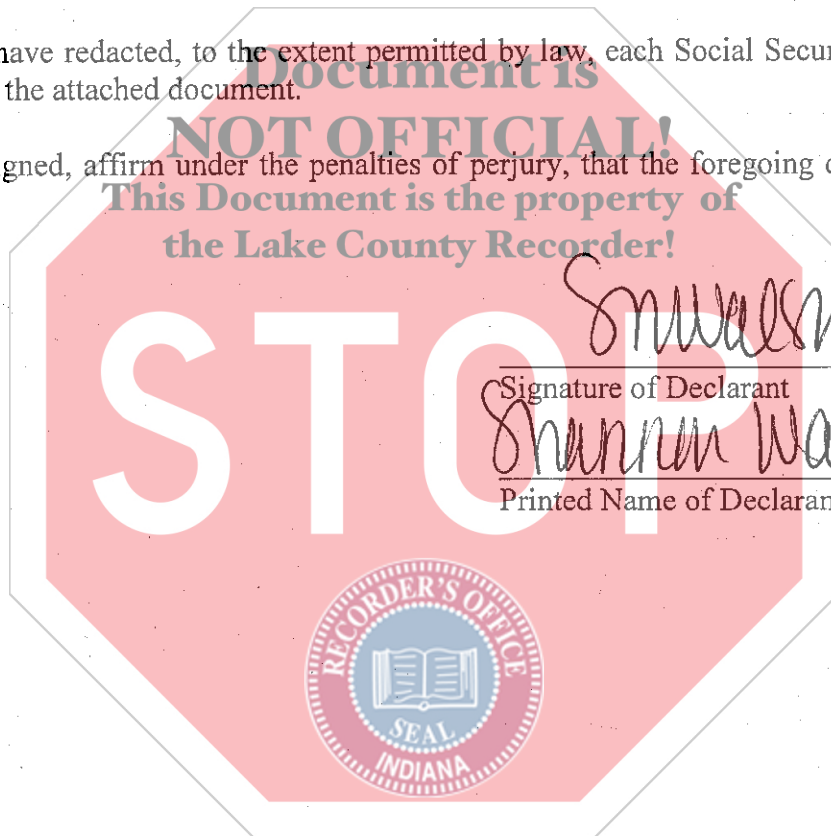 have redacted, to the extent permitted by law, each Social Secur
the attached document.
Document is
NOT OFFICIAL!
gned, affirm under the penalties of perjury, that the foregoing
This Document is the property of
the Lake County Recorder!
STOP
Signature of Declarant
Shannon Wa
Printed Name of Declaran
RECORDER'S OFFICE
SEAL
INDIANA